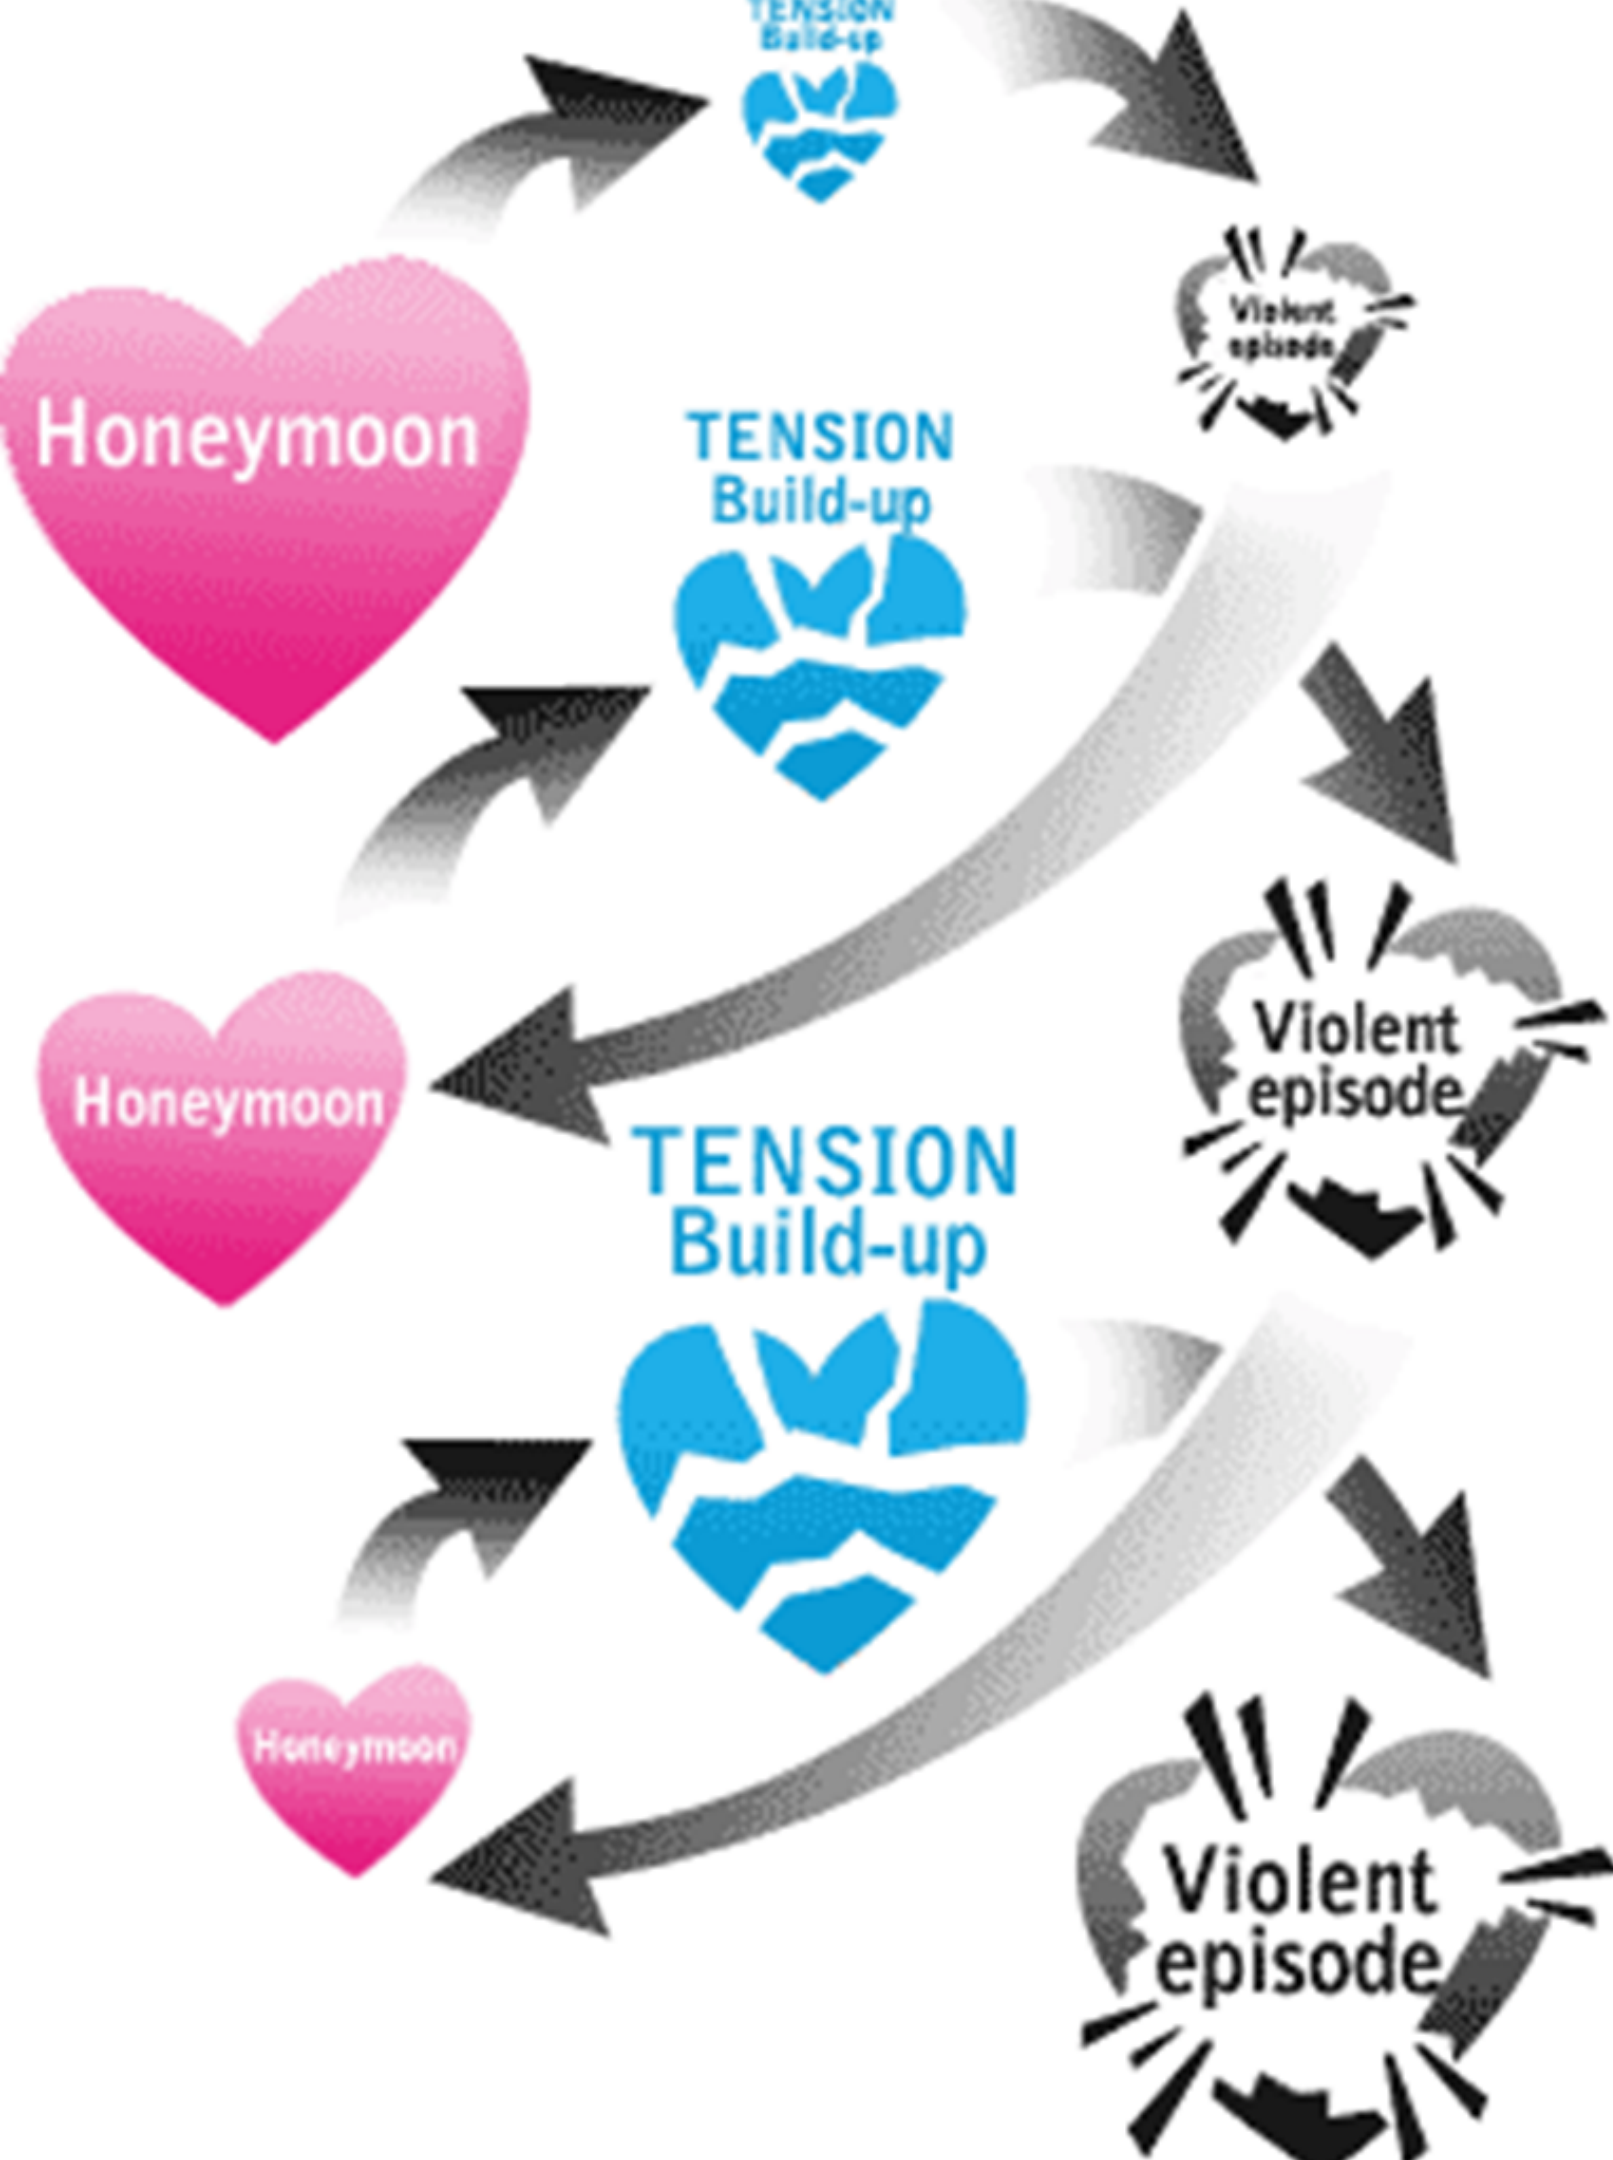 TENSION
Build-up
Violent
episode
Honeymoon
TENSION
Build-up
Violent
episode
Honeymoon
TENSION
Build-up
Honeymoon
Violent
episode